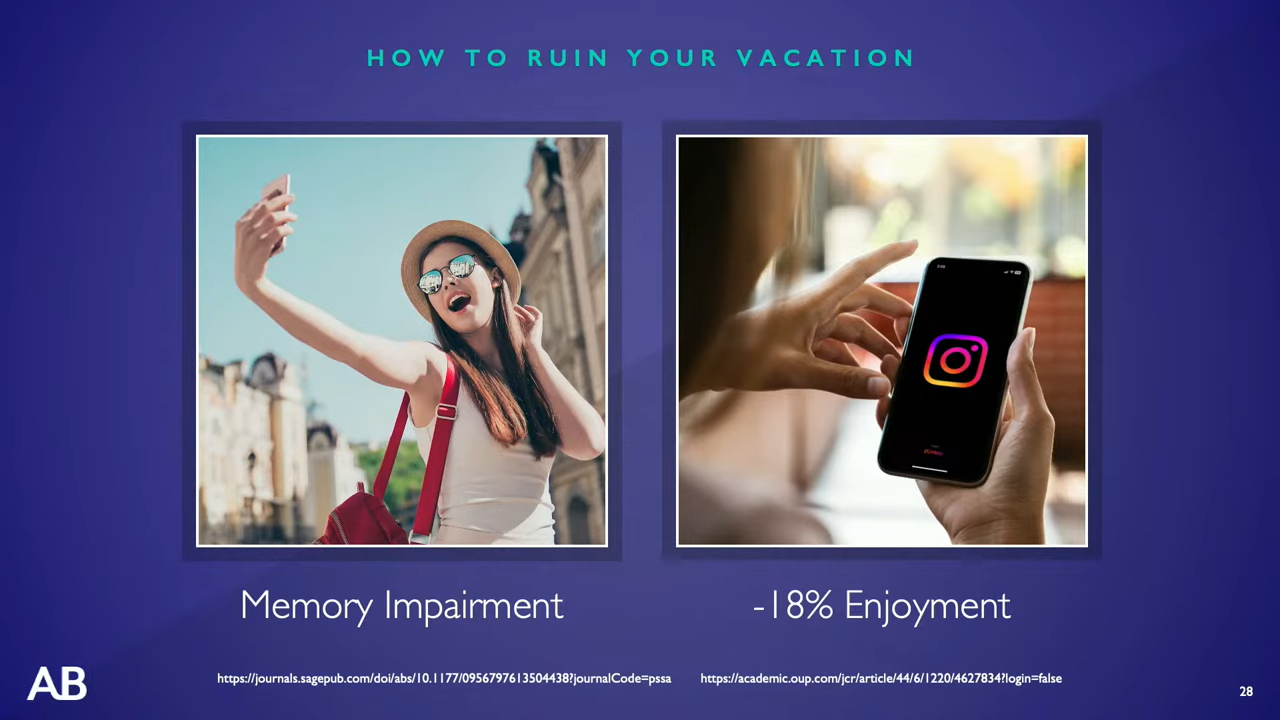 HOW TO RUIN YOUR VACATION
Memory Impairment
-18% Enjoyment
https://journals.sagepub.com/doi/abs/10.1177/0956797613504438?journalCode=pssa
https://academic.oup.com/jcr/article/44/6/1220/4627834?login=false
AB
28